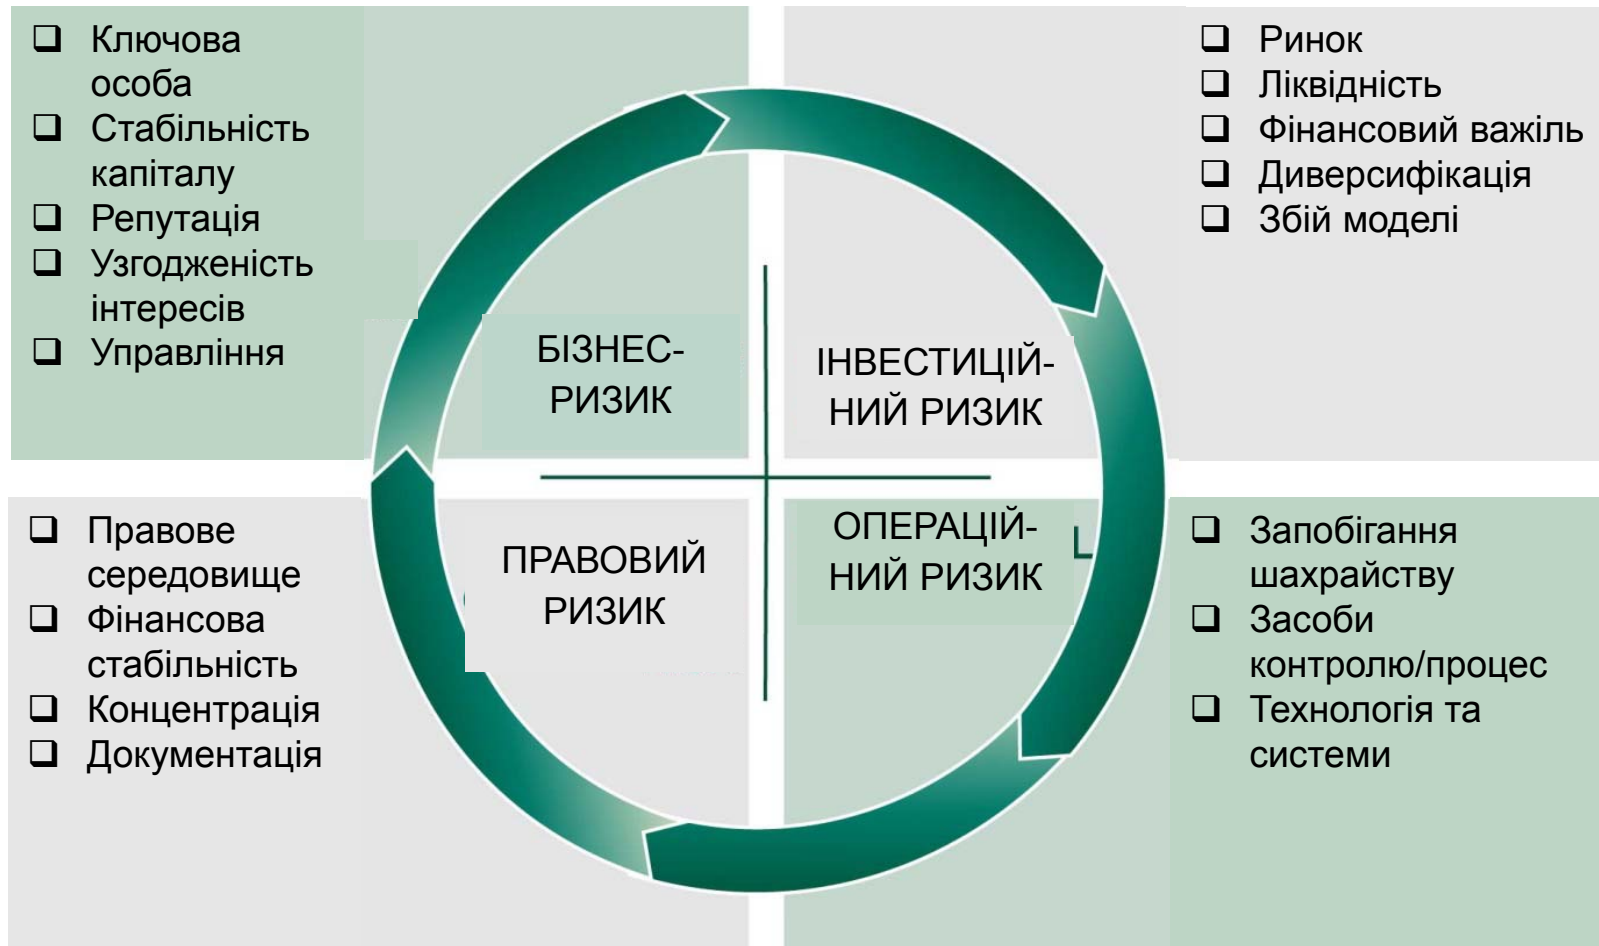 Ключова
особа
Стабільність
капіталу
Репутація
Узгодженість
інтересів
Управління
Ринок
Ліквідність
Фінансовий важіль
Диверсифікація
Збій моделі
БІЗНЕС-
РИЗИК
ІНВЕСТИЦІЙ-
НИЙ РИЗИК
ПРАВОВИЙ
РИЗИК
ОПЕРАЦІЙ-
НИЙ РИЗИК
Правове
середовище
Фінансова
стабільність
Концентрація
Документація
Запобігання
шахрайству
Засоби
контролю/процес
Технологія та
системи